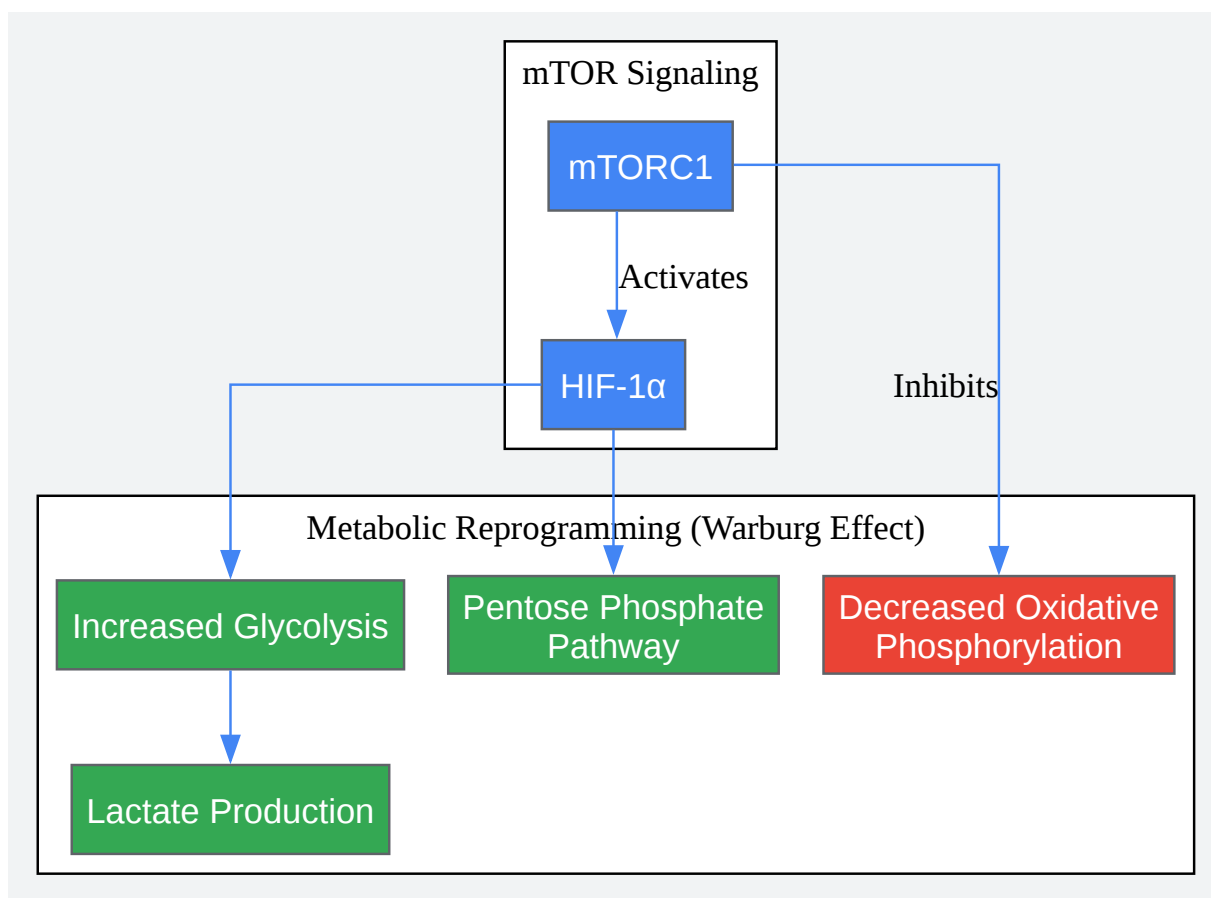 mTOR Signaling
mTORC1
Activates
HIF-1α
Inhibits
Metabolic Reprogramming (Warburg Effect)
Increased Glycolysis
Pentose Phosphate
Pathway
Decreased Oxidative
Phosphorylation
Lactate Production